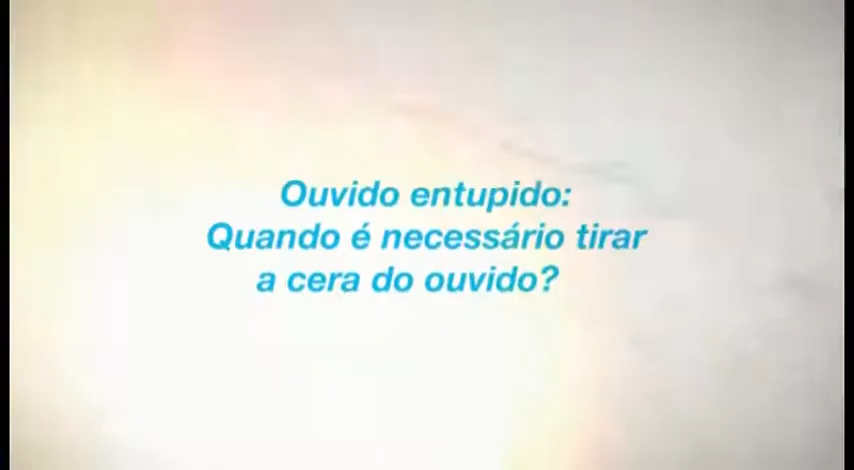 Ouvido entupido:
Quando é necessário tirar
a cera do ouvido?